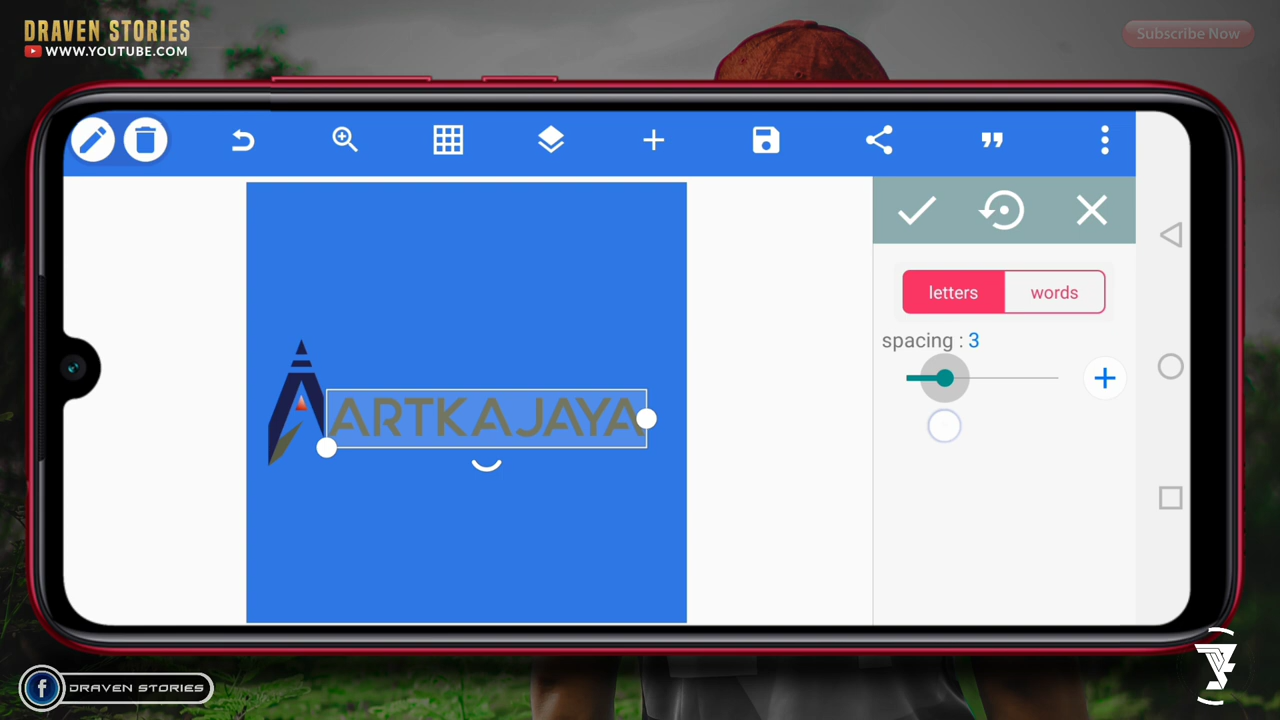 DRAVEN STORIES
WWW.YOUTUBE.COM
Subscribe Now
letters
words
spacing : 3
ARTKAJAYA
DRAVEN STORIES